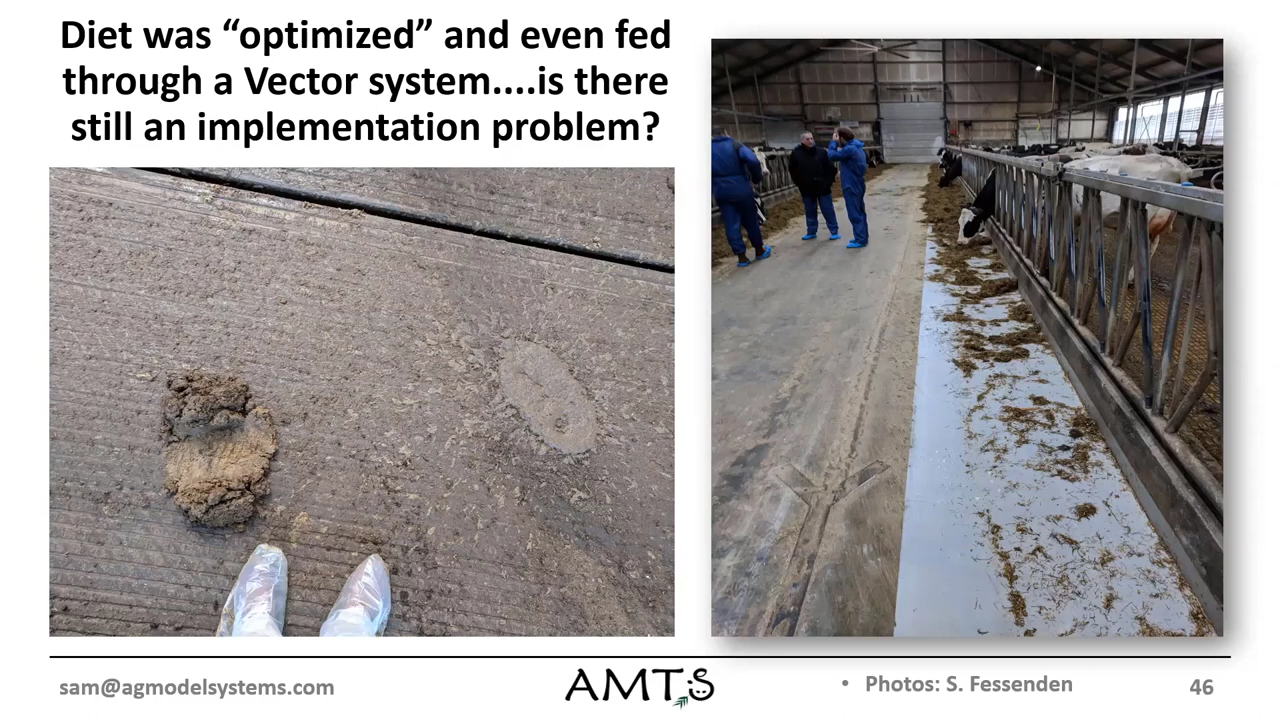 Diet was “optimized” and even fed
through a Vector system....is there
still an implementation problem?
sam@agmodelsystems.com
AMTS
• Photos: S. Fessenden
46